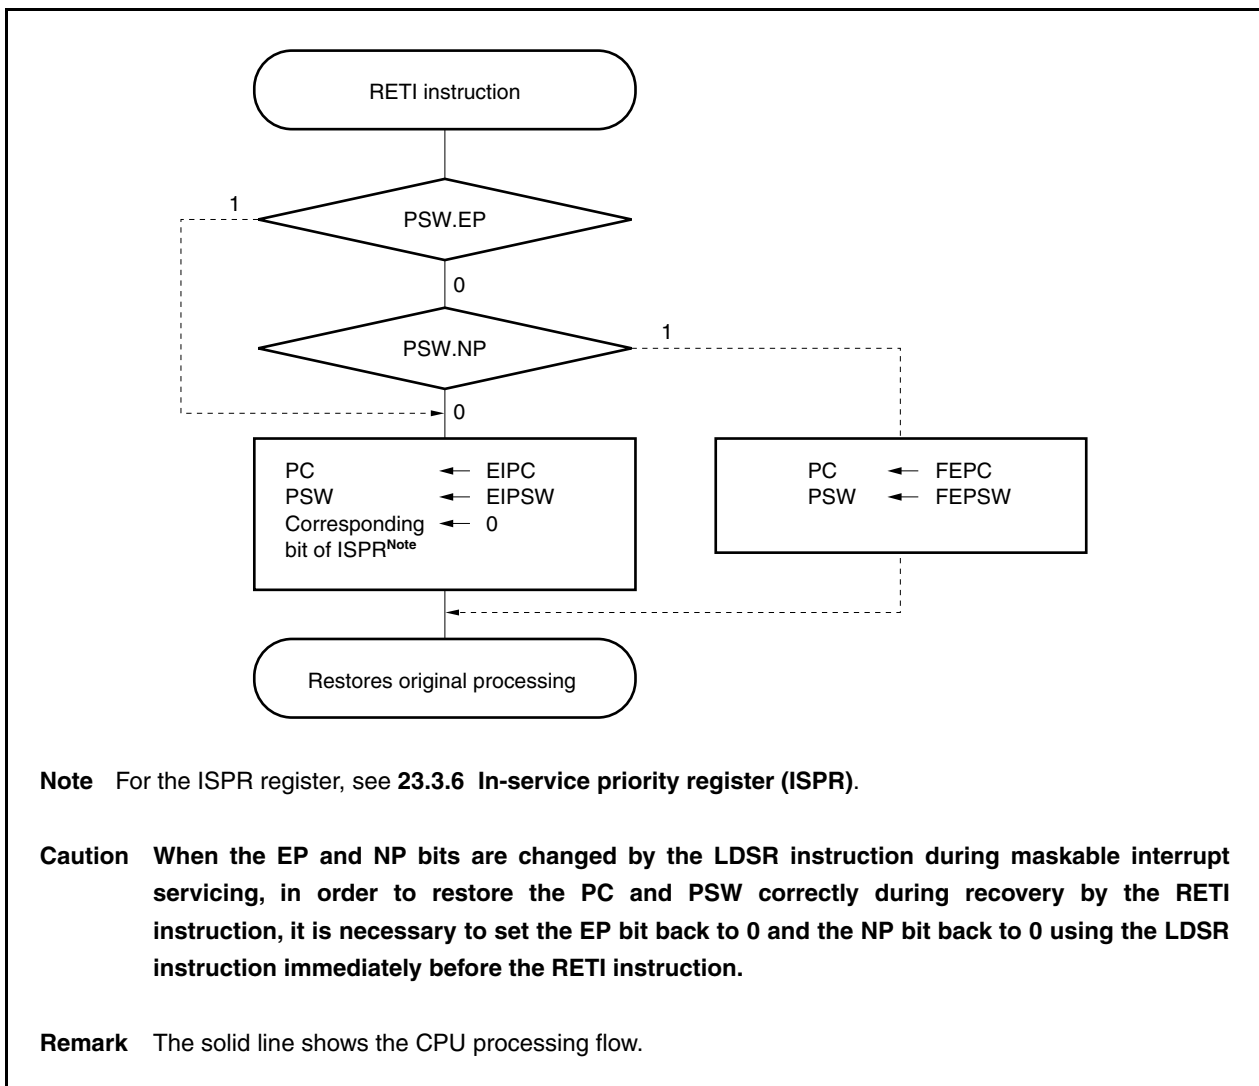 RETI instruction
1
PSW.EP
0
1
PSW.NP
0
PC ← EIPC
PSW ← EIPSW
Corresponding ← 0
bit of ISPRNote
PC ← FEPC
PSW ← FEPSW
Restores original processing
Note For the ISPR register, see 23.3.6 In-service priority register (ISPR).
Caution When the EP and NP bits are changed by the LDSR instruction during maskable interrupt
servicing, in order to restore the PC and PSW correctly during recovery by the RETI
instruction, it is necessary to set the EP bit back to 0 and the NP bit back to 0 using the LDSR
instruction immediately before the RETI instruction.
Remark The solid line shows the CPU processing flow.